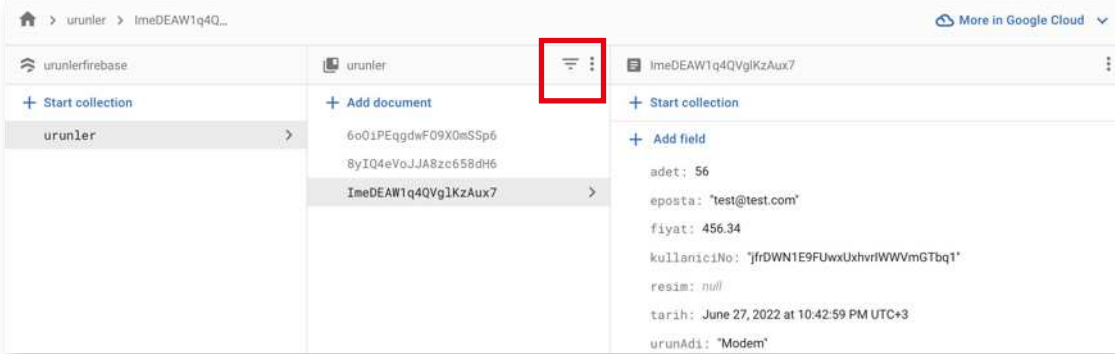 urunler > ImeDEAW1q4Q...
More in Google Cloud
urunlerfirebase
urunler
ImeDEAW1q4QVglKzAux7
+ Start collection
+ Add document
+ Start collection
urunler
6oOiPEqgdwFO9XOmSSp6
8yIQ4eVoJJA8zc658dH6
ImeDEAW1q4QVglKzAux7
+ Add field
adet: 56
eposta: "test@test.com"
fiyat: 456.34
kullaniciNo: "jfrDWN1E9FUwxUxhvrIWWVmGTbq1"
resim: null
tarih: June 27, 2022 at 10:42:59 PM UTC+3
urunAdi: "Modem"